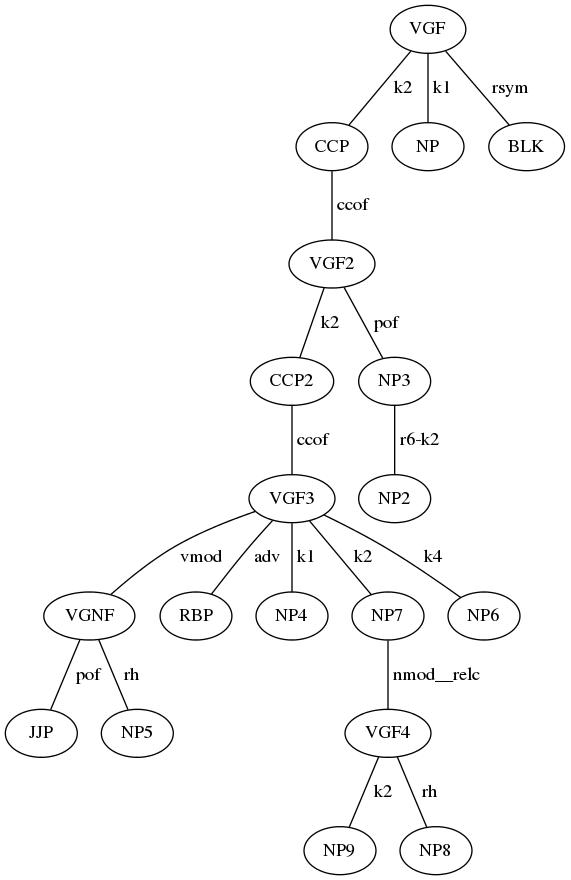 VGF
k2 k1 rsym
CCP NP BLK
ccof
VGF2
k2 pof
CCP2 NP3
ccof r6-k2
VGF3 NP2
vmod adv k1 k2 k4
VGNF RBP NP4 NP7 NP6
pof rh nmod__relc
JJP NP5 VGF4
k2 rh
NP9 NP8